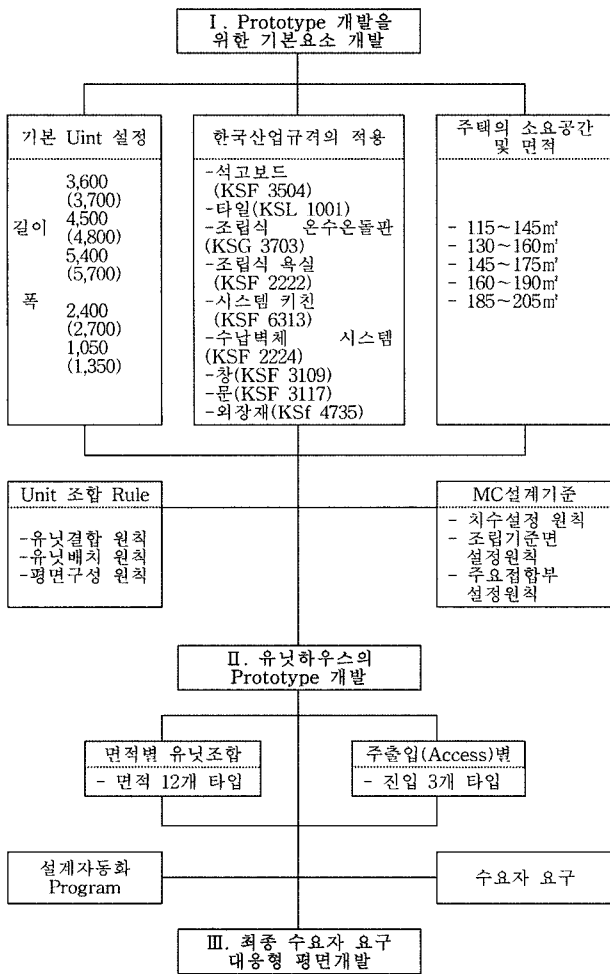 Ⅰ. Prototype 개발을
위한 기본요소 개발
기본 Uint 설정
3,600
(3,700)
길이
4,500
(4,800)
5,400
(5,700)
폭
2,400
(2,700)
1,050
(1,350)
한국산업규격의 적용
-석고보드
(KSF 3504)
-타일(KSL 1001)
-조립식 온수온돌판
(KSG 3703)
-조립식 욕실
(KSF 2222)
-시스템 키친
(KSF 6313)
-수납벽체 시스템
(KSF 2224)
-창(KSF 3109)
-문(KSF 3117)
-외장재(KSf 4735)
주택의 소요공간
및 면적
- 115~145㎡
- 130~160㎡
- 145~175㎡
- 160~190㎡
- 185~205㎡
Unit 조합 Rule
-유닛결합 원칙
-유닛배치 원칙
-평면구성 원칙
MC설계기준
- 치수설정 원칙
- 조립기준면
설정원칙
- 주요접합부
설정원칙
Ⅱ. 유닛하우스의
Prototype 개발
면적별 유닛조합
- 면적 12개 타입
주출입(Access)별
- 진입 3개 타입
설계자동화
Program
수요자 요구
Ⅲ. 최종 수요자 요구
대응형 평면개발